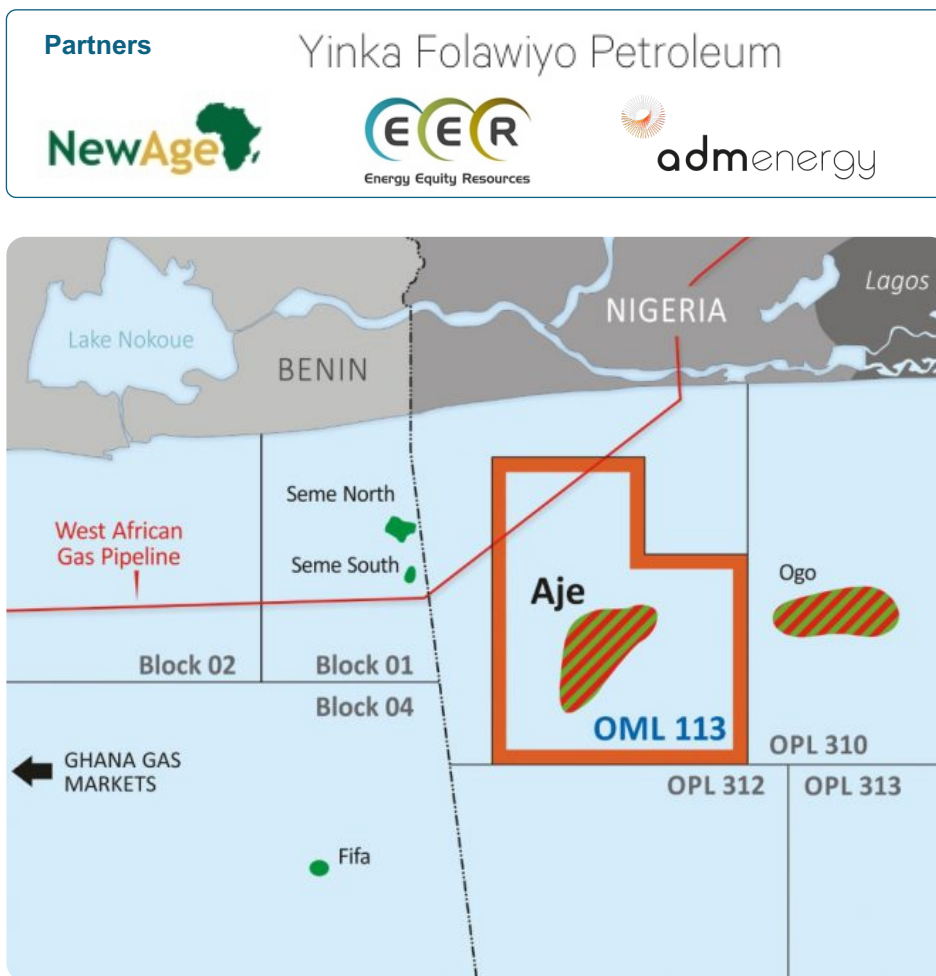 Partners
Yinka Folawiyo Petroleum
NewAge
EER
Energy Equity Resources
admenergy
Lagos
NIGERIA
Lake Nokoue
BENIN
Seme North
West African
Gas Pipeline
Seme South
Aje
Ogo
Block 02
Block 01
Block 04
OML 113
OPL 310
GHANA GAS
MARKETS
OPL 312
OPL 313
Fifa